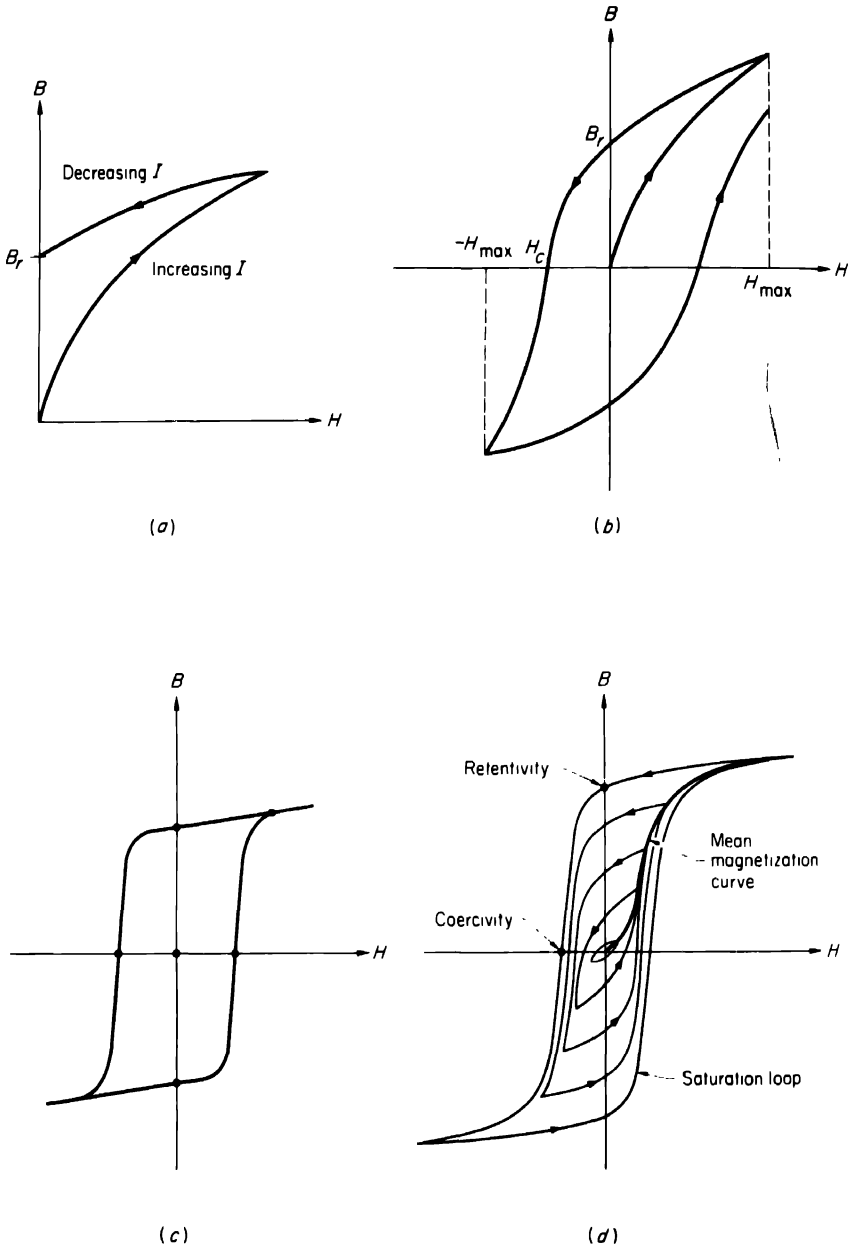 B
Decreasing I
B_r
Increasing I
H
(a)
B
B_r
-H_max
H_c
H
H_max
(b)
B
H
(c)
B
Retentivity
Mean
magnetization
curve
Coercivity
H
Saturation loop
(d)